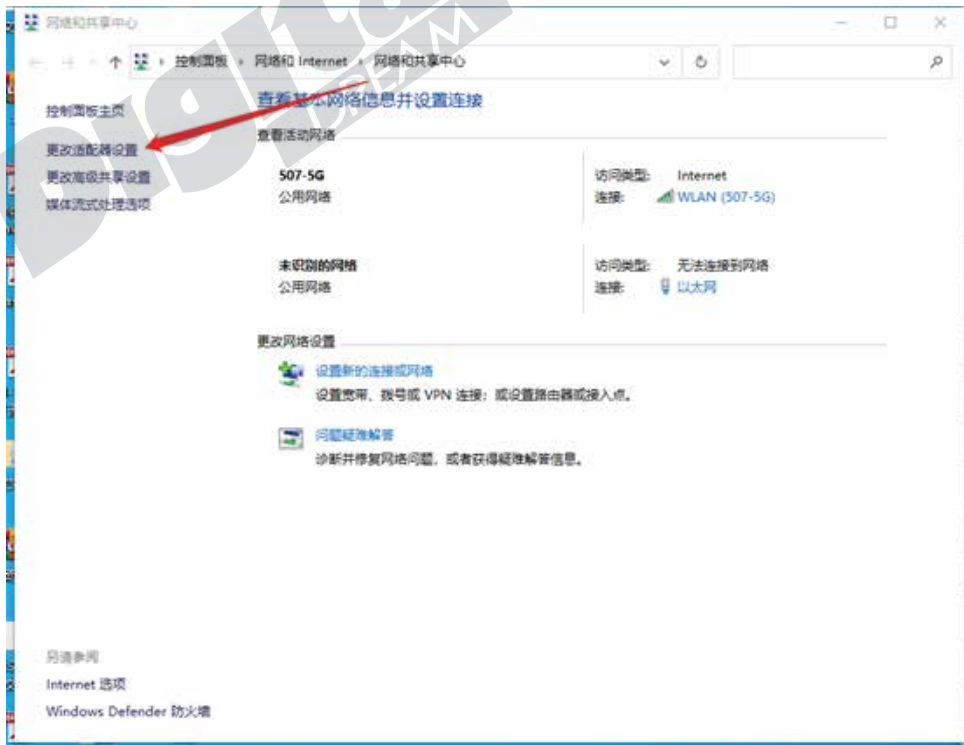 网络和共享中心
控制面板 › 网络和 Internet › 网络和共享中心
控制面板主页
更改适配器设置
更改高级共享设置
媒体流式处理选项
查看基本网络信息并设置连接
查看活动网络
507-5G
公用网络
访问类型: Internet
连接: WLAN (507-5G)
未识别的网络
公用网络
访问类型: 无法连接到网络
连接: 以太网
更改网络设置
设置新的连接或网络
设置宽带、拨号或 VPN 连接；或设置路由器或接入点。
问题疑难解答
诊断并修复网络问题，或者获得疑难解答信息。
另请参阅
Internet 选项
Windows Defender 防火墙
Digital
DREAM